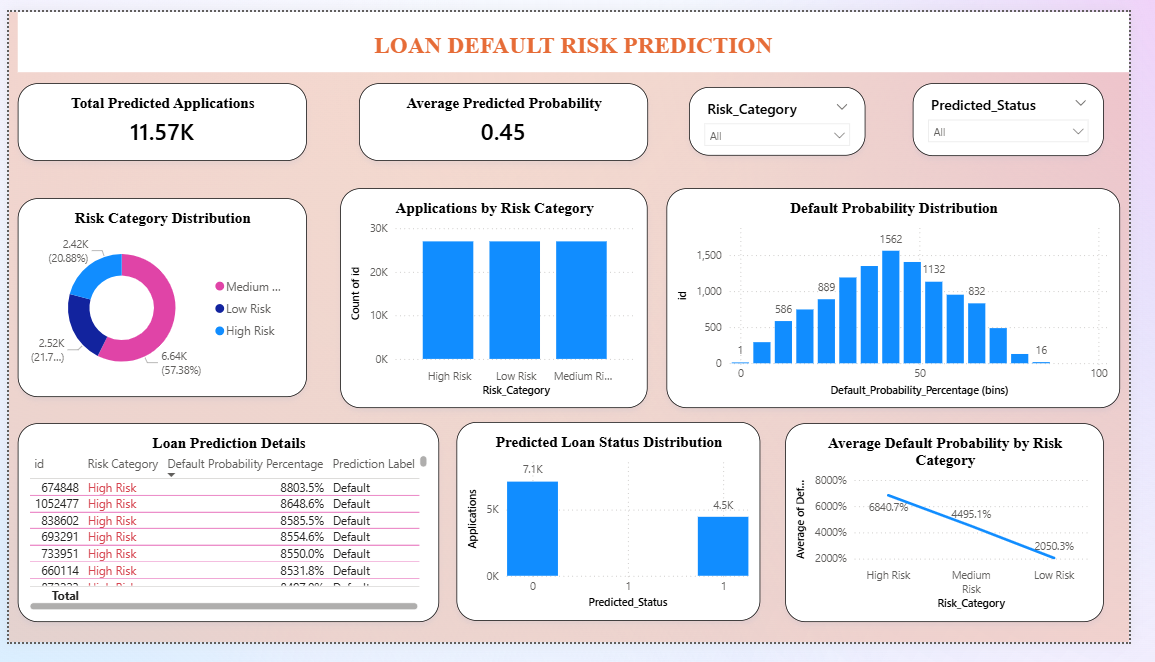 LOAN DEFAULT RISK PREDICTION
Total Predicted Applications
11.57K
Average Predicted Probability
0.45
Risk_Category
All
Predicted_Status
All
Risk Category Distribution
2.42K
(20.88%)
2.52K
(21.7...)
6.64K
(57.38%)
Medium ...
Low Risk
High Risk
Applications by Risk Category
Count of id
30K
20K
10K
0K
High Risk
Low Risk
Medium Ri...
Risk_Category
Default Probability Distribution
id
1,500
1,000
500
0
1
586
889
1562
1132
832
16
0
50
100
Default_Probability_Percentage (bins)
Loan Prediction Details
id Risk Category Default Probability Percentage Prediction Label
674848 High Risk 8803.5% Default
1052477 High Risk 8648.6% Default
838602 High Risk 8585.5% Default
693291 High Risk 8554.6% Default
733951 High Risk 8550.0% Default
660114 High Risk 8531.8% Default
Total
Predicted Loan Status Distribution
Applications
5K
0K
7.1K
4.5K
0
1
1
Predicted_Status
Average Default Probability by Risk
Category
Average of Def...
8000%
6000%
4000%
2000%
6840.7%
4495.1%
2050.3%
High Risk
Medium
Risk
Low Risk
Risk_Category